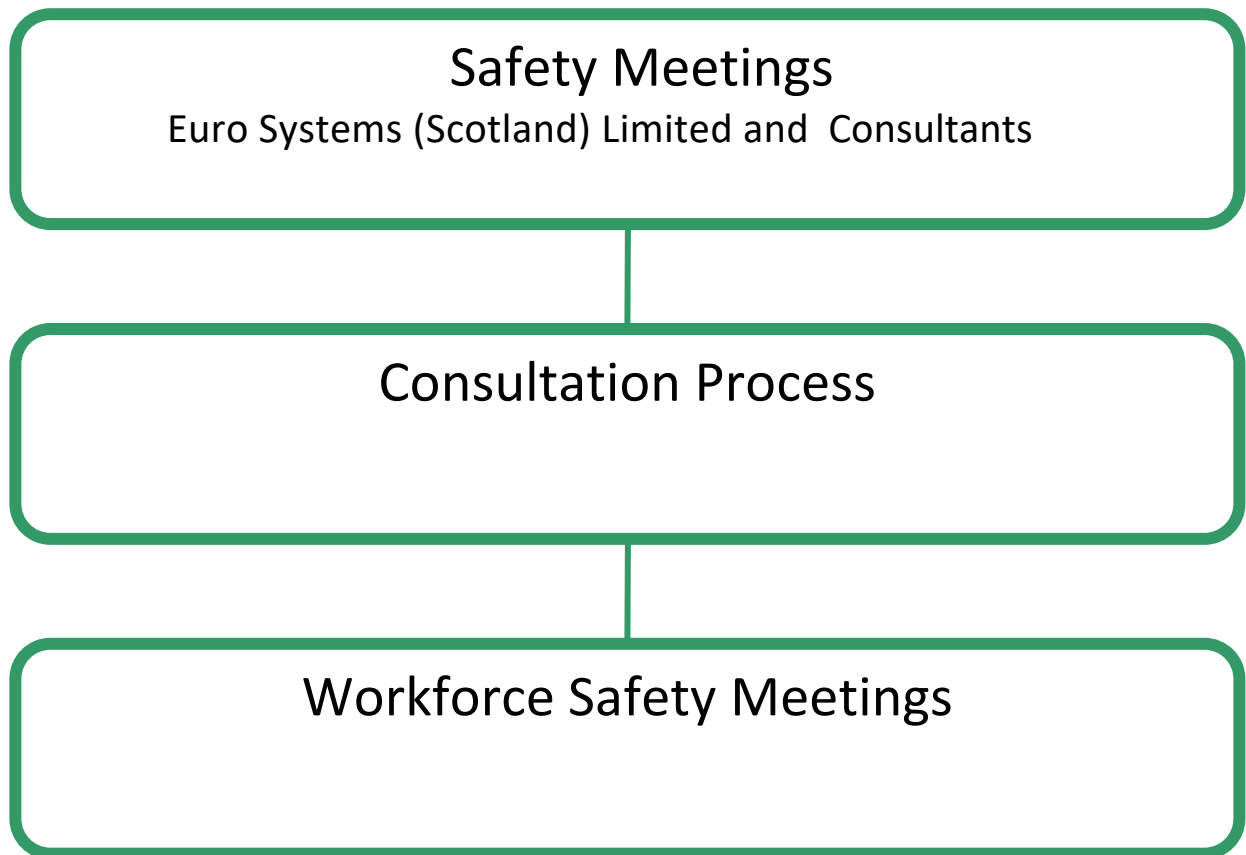 Safety Meetings
Euro Systems (Scotland) Limited and  Consultants
Consultation Process
Workforce Safety Meetings